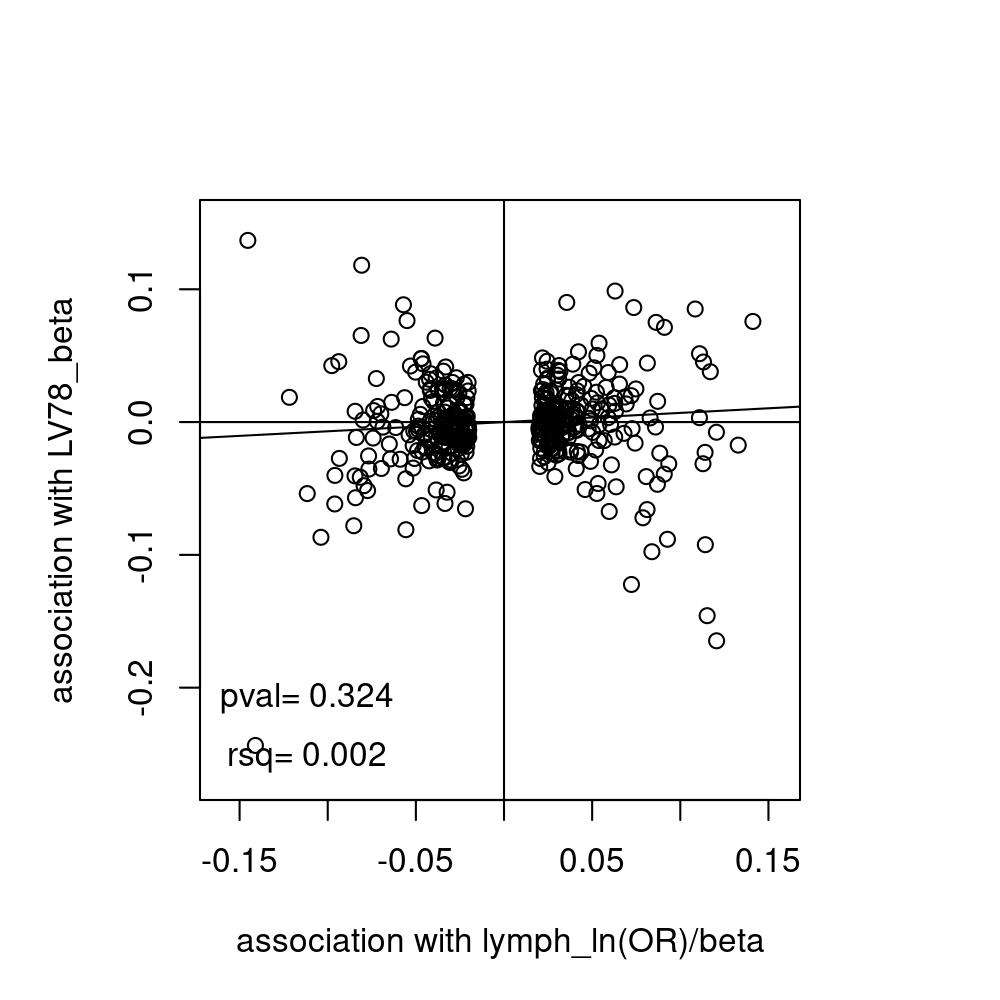 association with LV78_beta
0.1
0.0
-0.1
-0.2
pval= 0.324
rsq= 0.002
-0.15 -0.05 0.05 0.15
association with lymph_ln(OR)/beta